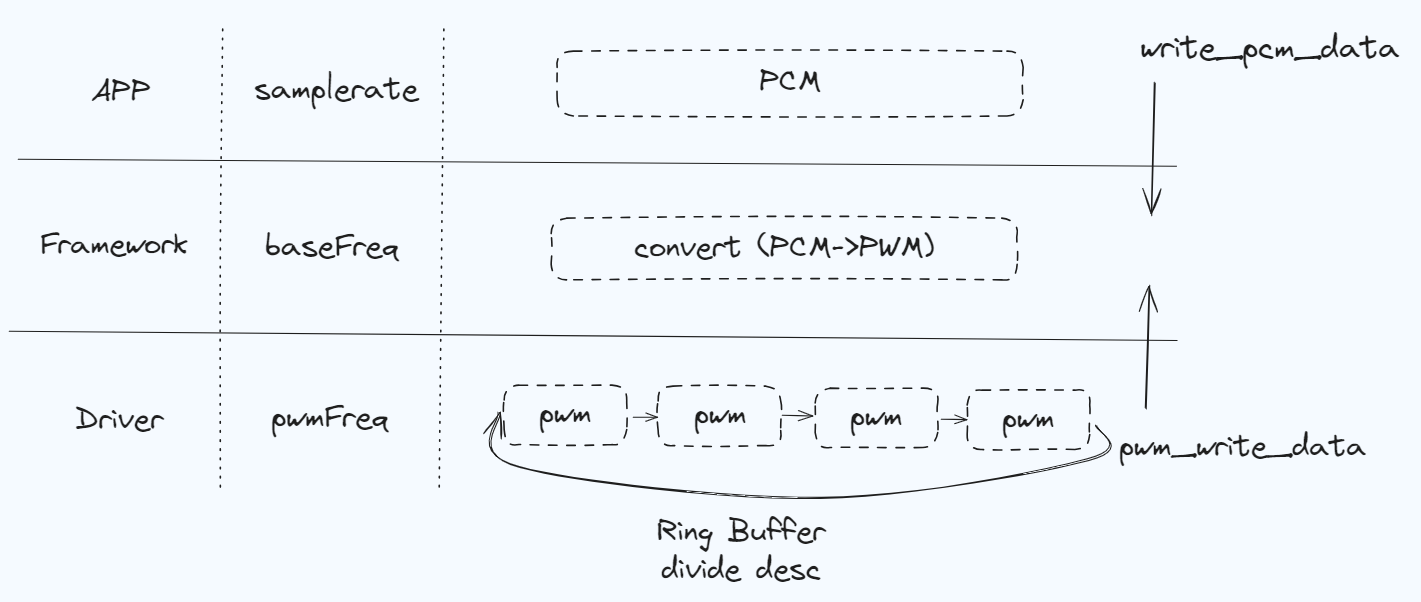 APP
samplerate
PCM
write_pcm_data
Framework
baseFreq
convert (PCM->PWM)
Driver
pwmFreq
pwm
pwm
pwm
pwm
pwm_write_data
Ring Buffer
divide desc